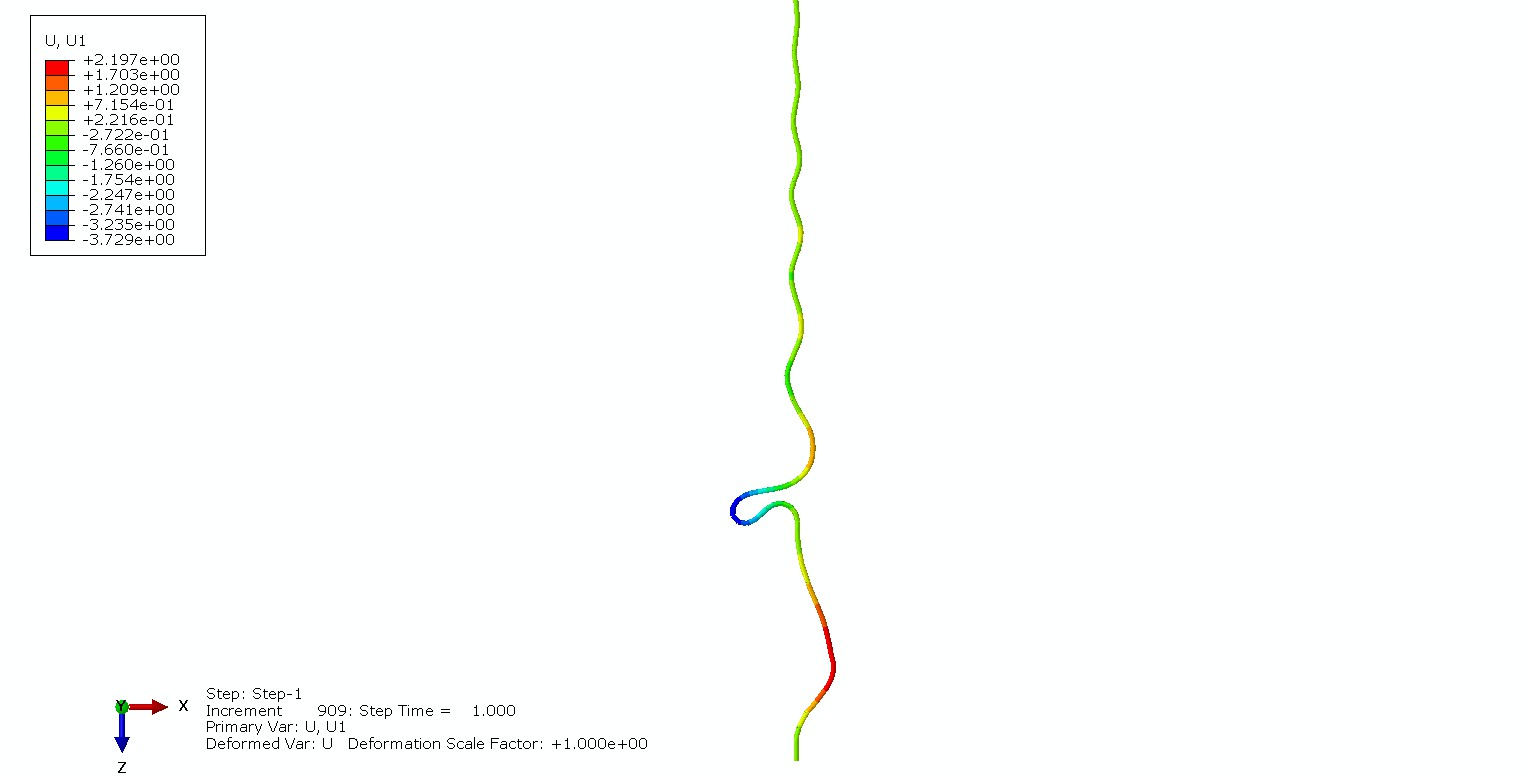 U, U1
+2.197e+00
+1.703e+00
+1.209e+00
+7.154e-01
+2.216e-01
-2.722e-01
-7.660e-01
-1.260e+00
-1.754e+00
-2.247e+00
-2.741e+00
-3.235e+00
-3.729e+00
Y
X
Z
Step: Step-1
Increment 909: Step Time = 1.000
Primary Var: U, U1
Deformed Var: U Deformation Scale Factor: +1.000e+00